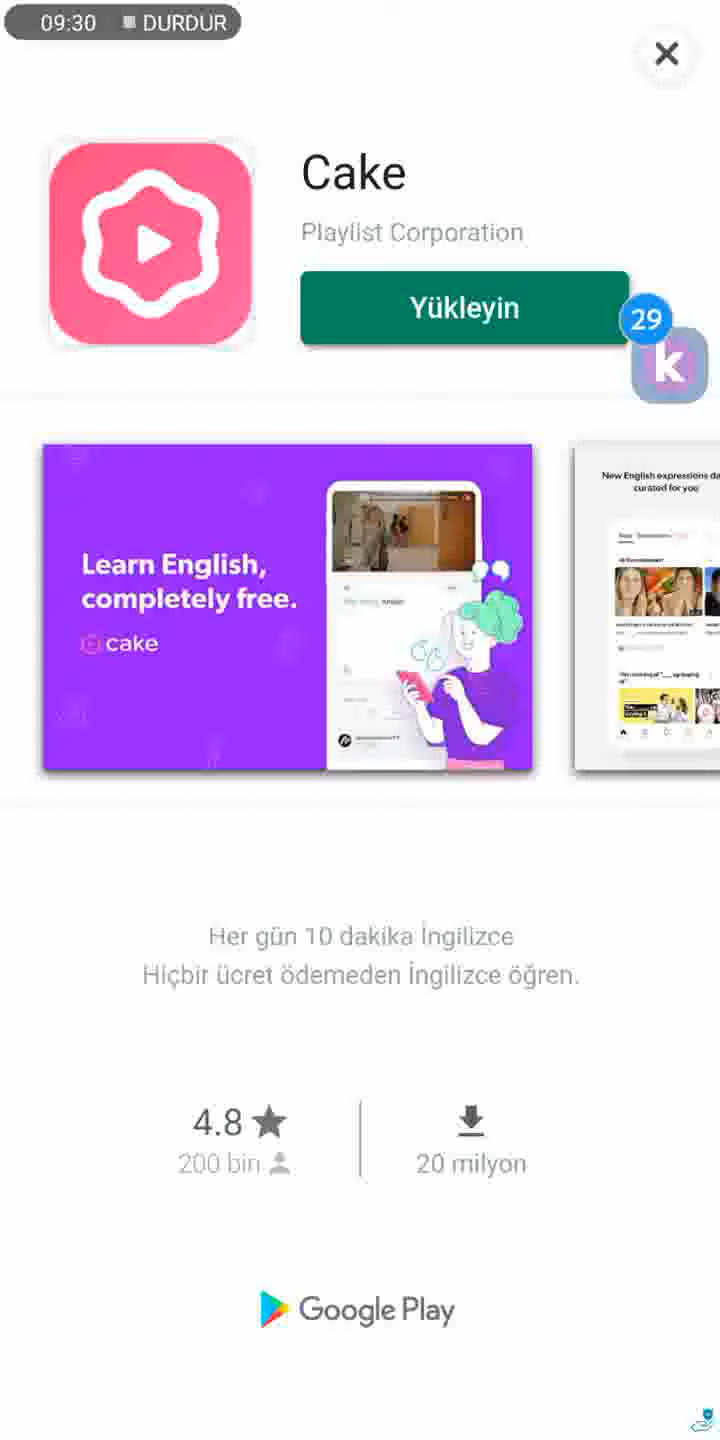 09:30 DURDUR
Cake
Playlist Corporation
Yükleyin
29
k
Learn English,
completely free.
cake
New English expressions da
curated for you
Her gün 10 dakika İngilizce
Hiçbir ücret ödemeden İngilizce öğren.
4.8
200 bin
20 milyon
Google Play